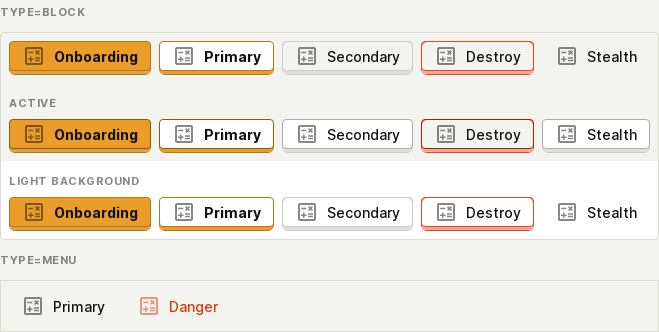 TYPE=BLOCK
Onboarding Primary Secondary Destroy Stealth
ACTIVE
Onboarding Primary Secondary Destroy Stealth
LIGHT BACKGROUND
Onboarding Primary Secondary Destroy Stealth
TYPE=MENU
Primary Danger